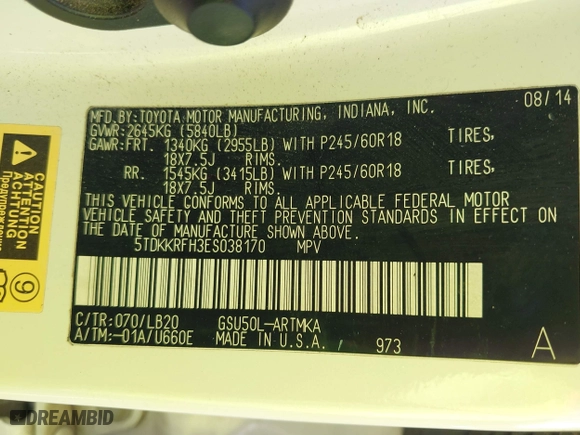 08/14
MFD.BY:TOYOTA MOTOR MANUFACTURING, INDIANA, INC.
GVWR:2645KG (5840LB)
GAWR:FRT. 1340KG (2955LB) WITH P245/60R18 TIRES,
18X7.5J RIMS.
RR. 1545KG (3415LB) WITH P245/60R18 TIRES,
18X7.5J RIMS.
THIS VEHICLE CONFORMS TO ALL APPLICABLE FEDERAL MOTOR
VEHICLE SAFETY AND THEFT PREVENTION STANDARDS IN EFFECT ON
THE DATE OF MANUFACTURE SHOWN ABOVE.
5TDKKRFH3ES038170 MPV
C/TR:070/LB20 GSU50L-ARTMKA
A/TM:-01A/U660E MADE IN U.S.A. / 973
A
CAUTION
ATTENTION
ACHTUNG
9
DREAMBID